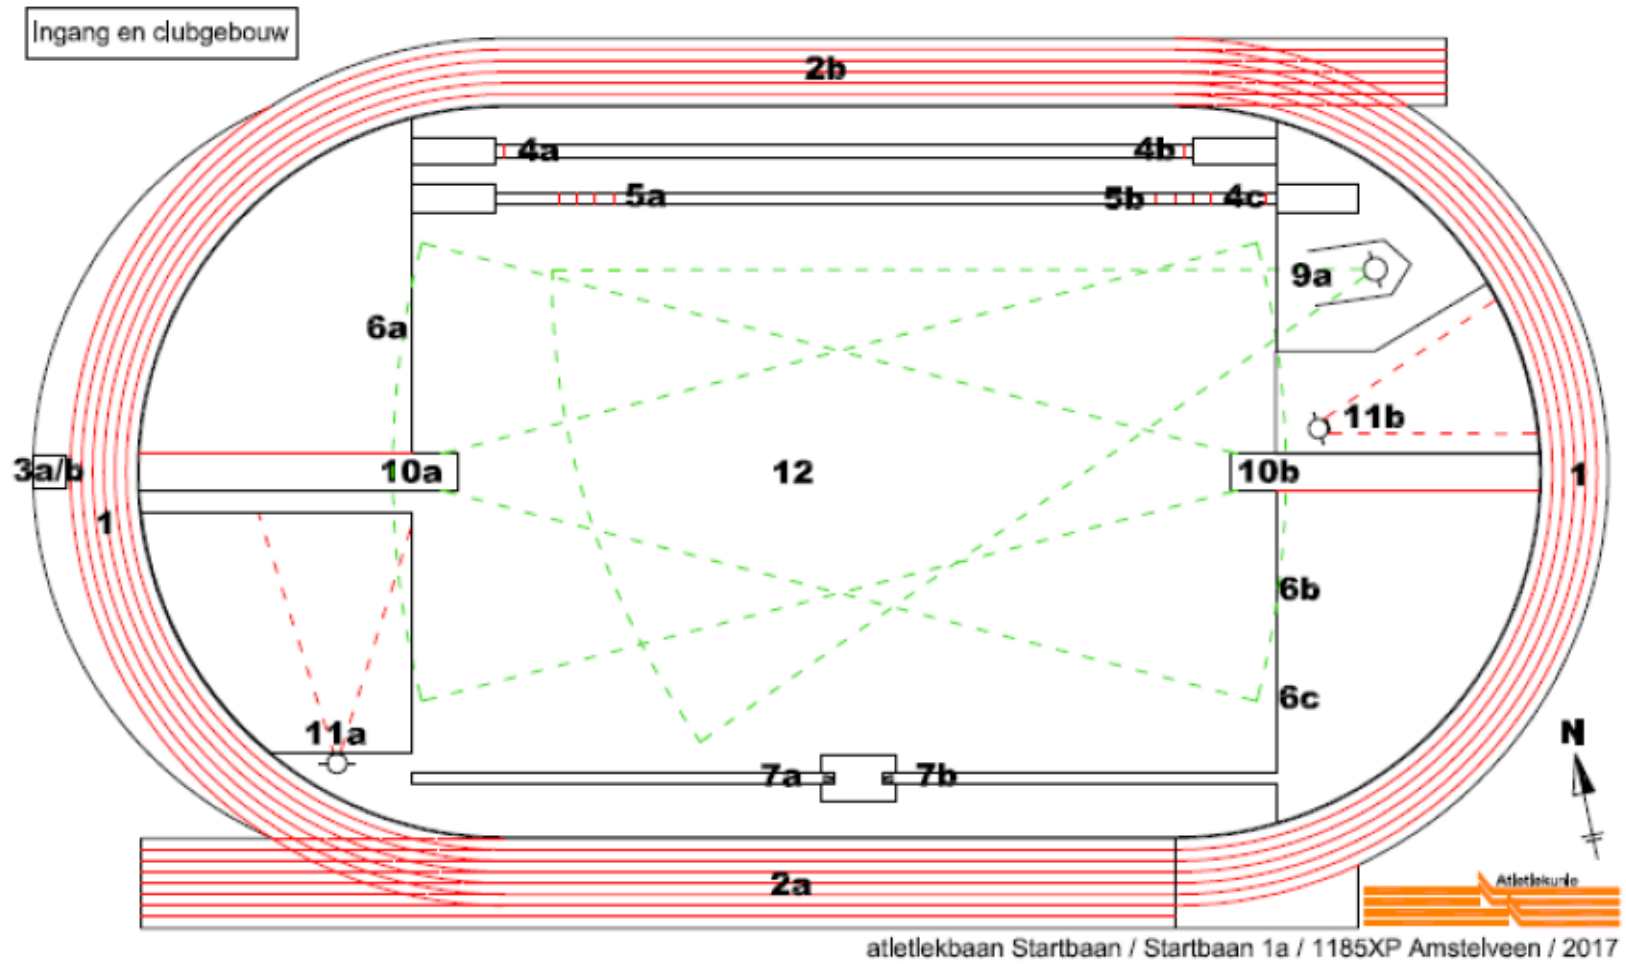 Ingang en clubgebouw
2b
4a 4b
5a 5b 4c
9a
6a
11b
3a/b 10a 12 10b 1
1
6b
6c
11a
N
7a 7b
2a
Atletiekunie
atletiekbaan Startbaan / Startbaan 1a / 1185XP Amstelveen / 2017